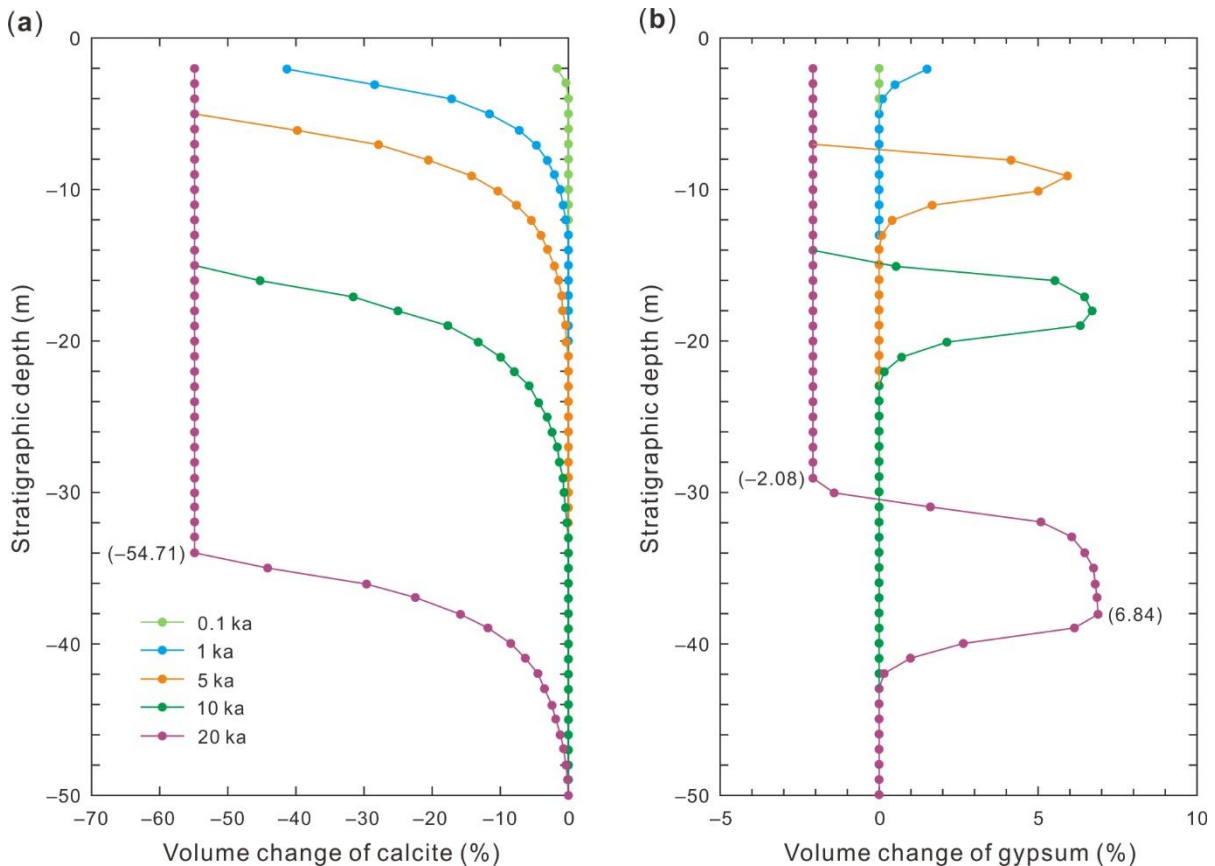 (a)
Stratigraphic depth (m)
0
−10
−20
−30
−40
−50
−70
−60
−50
−40
−30
−20
−10
0
Volume change of calcite (%)
(−54.71)
0.1 ka
1 ka
5 ka
10 ka
20 ka
(b)
Stratigraphic depth (m)
0
−10
−20
−30
−40
−50
−5
0
5
10
Volume change of gypsum (%)
(−2.08)
(6.84)